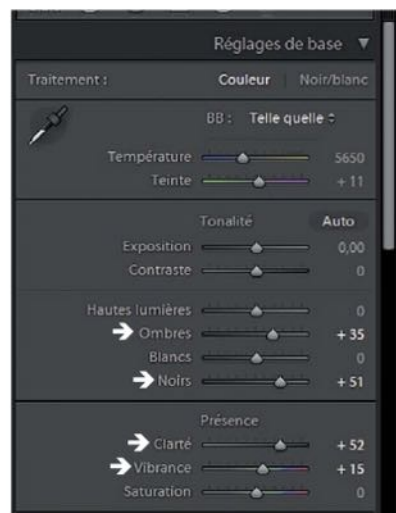 Réglages de base ▼
Traitement : Couleur Noir/blanc
BB : Telle quelle
Température 5650
Teinte + 11
Tonalité Auto
Exposition 0,00
Contraste 0
Hautes lumières 0
Ombres + 35
Blancs 0
Noirs + 51
Présence
Clarté + 52
Vibrance + 15
Saturation 0